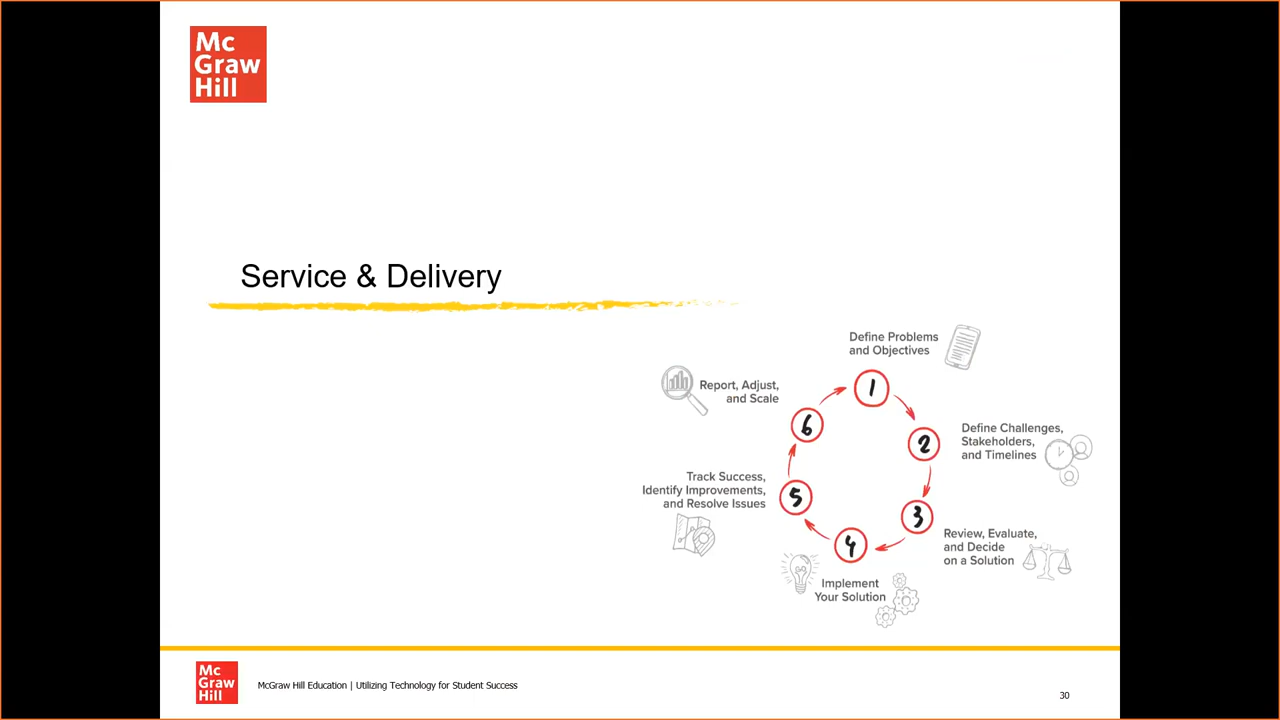 Mc
Graw
Hill
Service & Delivery
Define Problems
and Objectives
1
Define Challenges,
Stakeholders,
and Timelines
2
Review, Evaluate,
and Decide
on a Solution
3
Implement
Your Solution
4
Track Success,
Identify Improvements,
and Resolve Issues
5
Report, Adjust,
and Scale
6
Mc
Graw
Hill
McGraw Hill Education | Utilizing Technology for Student Success
30